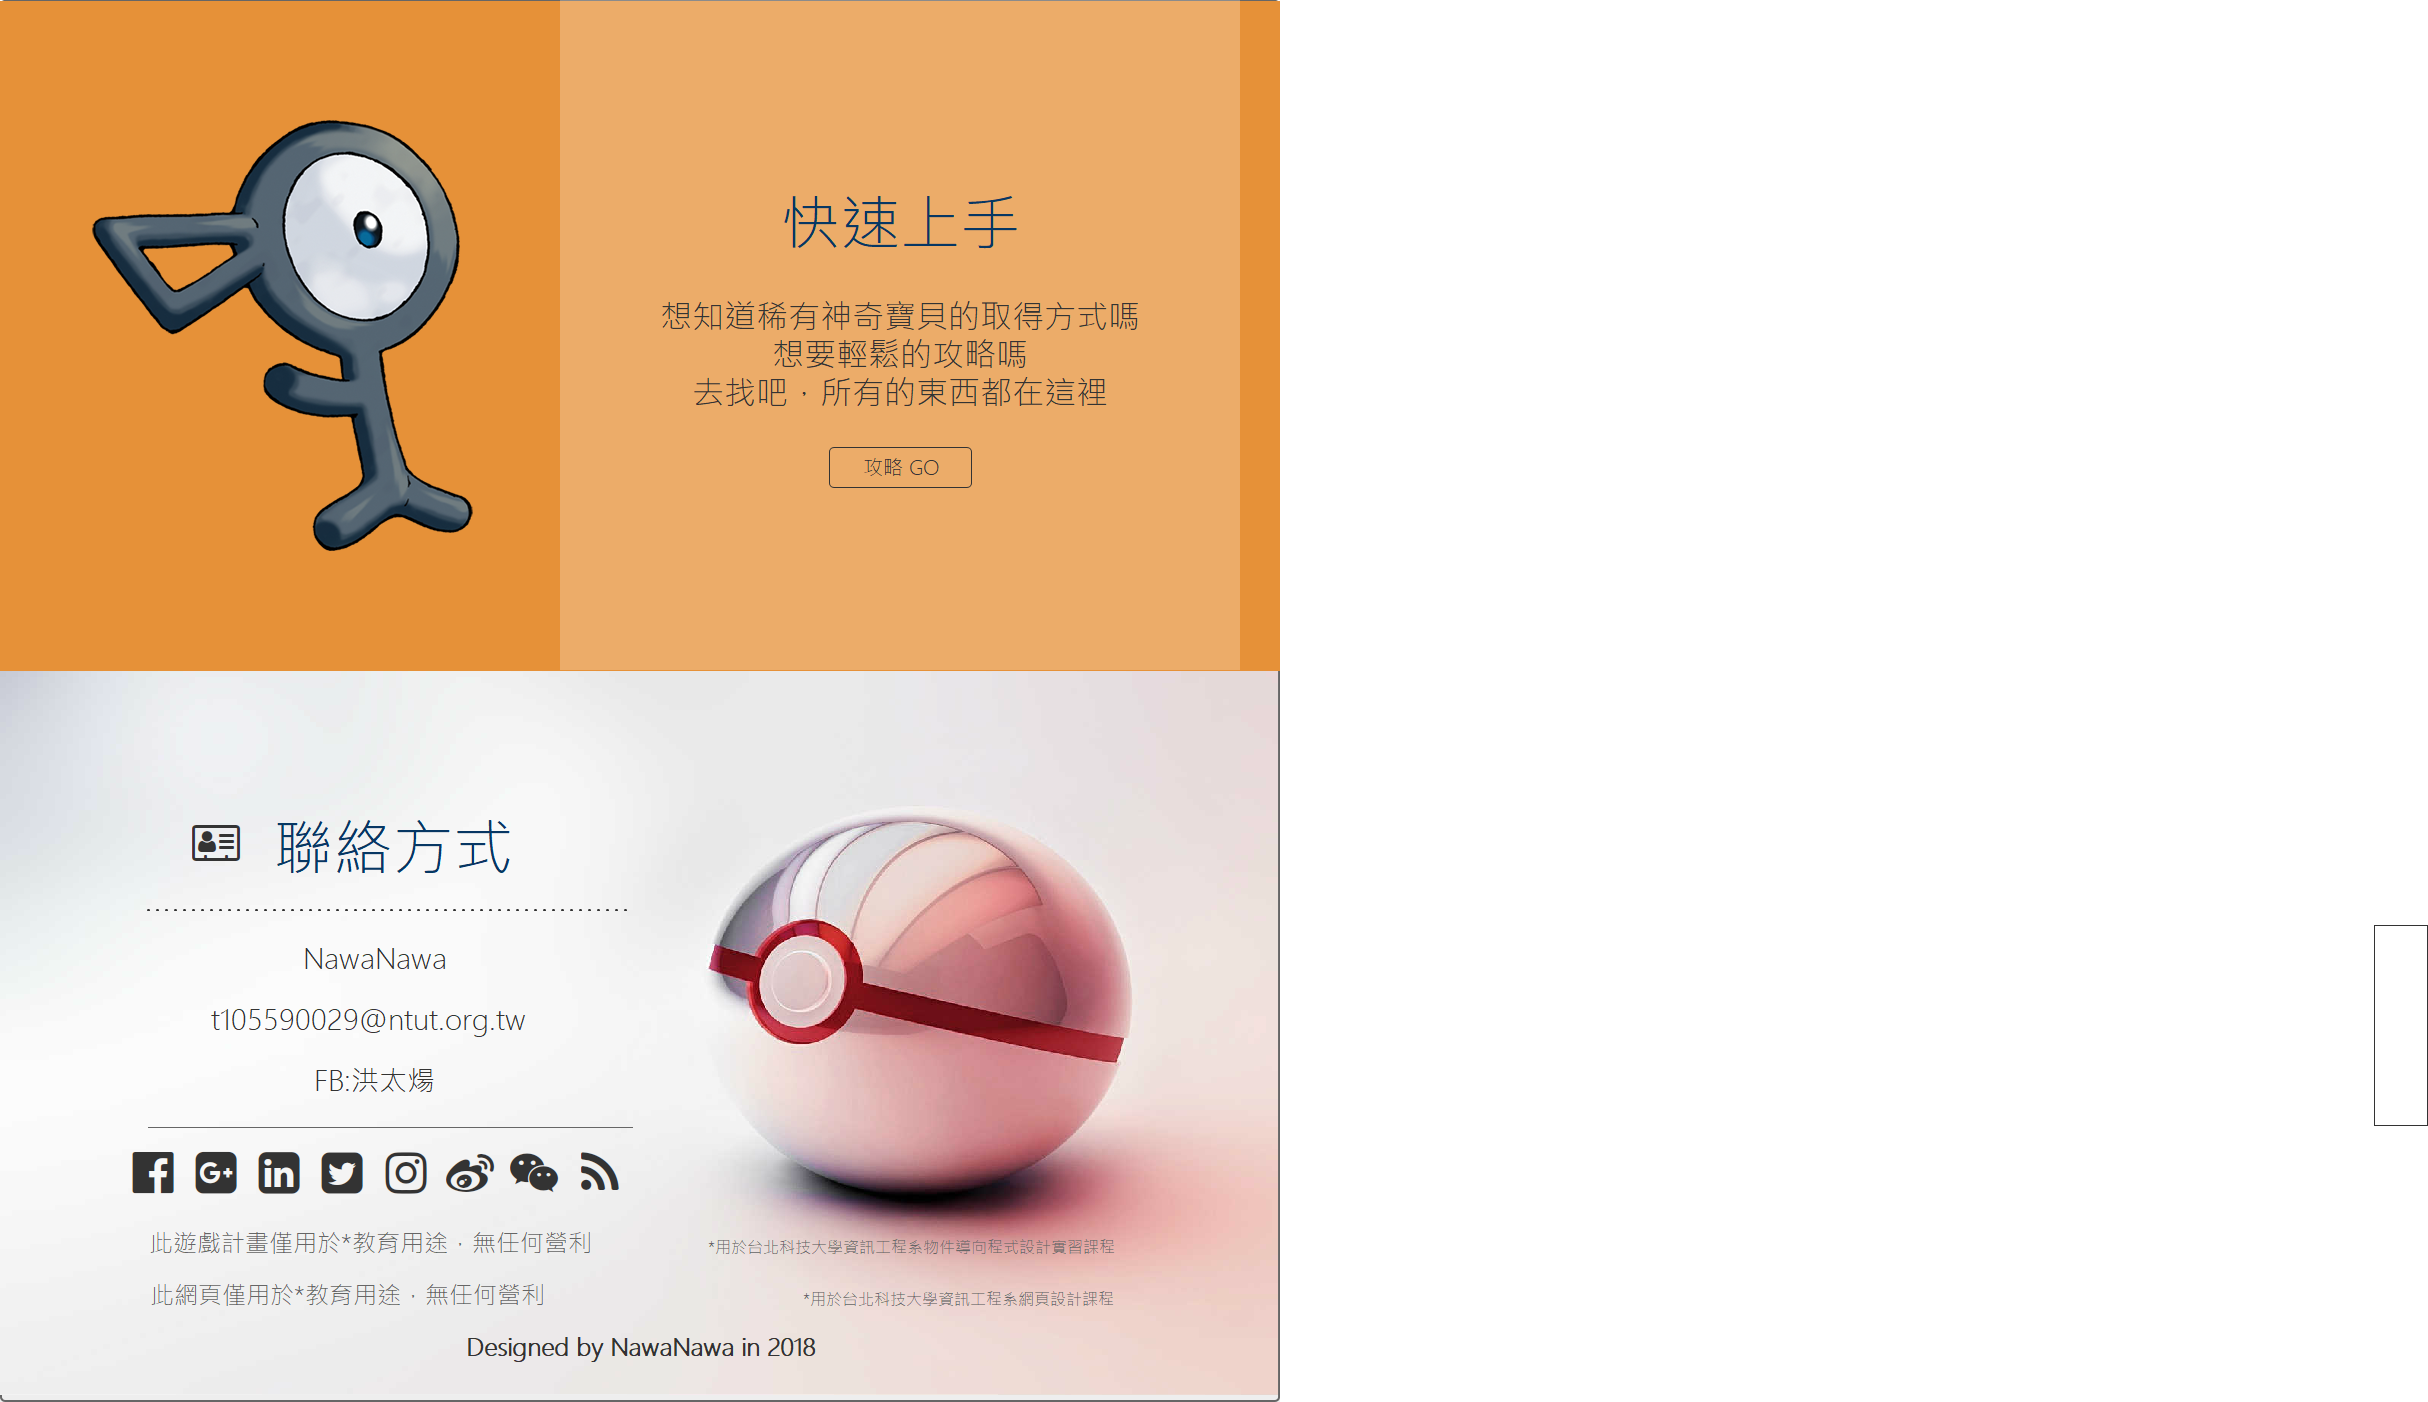 快速上手
想知道稀有神奇寶貝的取得方式嗎
想要輕鬆的攻略嗎
去找吧，所有的東西都在這裡
攻略 GO
聯絡方式
NawaNawa
t105590029@ntut.org.tw
FB:洪太煬
此遊戲計畫僅用於*教育用途，無任何營利
*用於台北科技大學資訊工程系物件導向程式設計實習課程
此網頁僅用於*教育用途，無任何營利
*用於台北科技大學資訊工程系網頁設計課程
Designed by NawaNawa in 2018